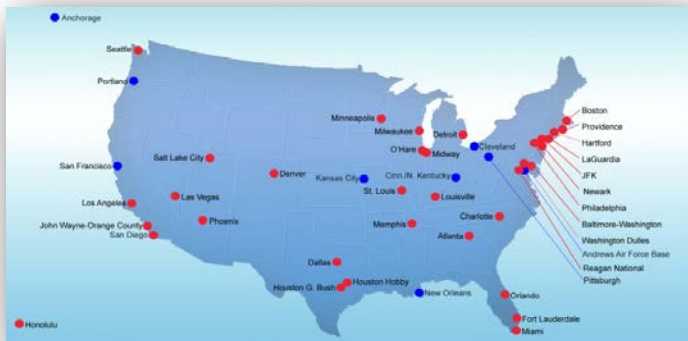 Anchorage
Seattle
Portland
Minneapolis
Milwaukee
Detroit
Boston
Providence
Hartford
LaGuardia
JFK
Newark
Philadelphia
Baltimore-Washington
Washington Dulles
Andrews Air Force Base
Reagan National
Pittsburgh
Cleveland
O'Hare
Midway
San Francisco
Salt Lake City
Denver
Kansas City
Cinn./N. Kentucky
St. Louis
Louisville
Las Vegas
Los Angeles
John Wayne-Orange County
San Diego
Phoenix
Memphis
Charlotte
Atlanta
Dallas
Houston Hobby
Houston G. Bush
New Orleans
Orlando
Fort Lauderdale
Miami
Honolulu